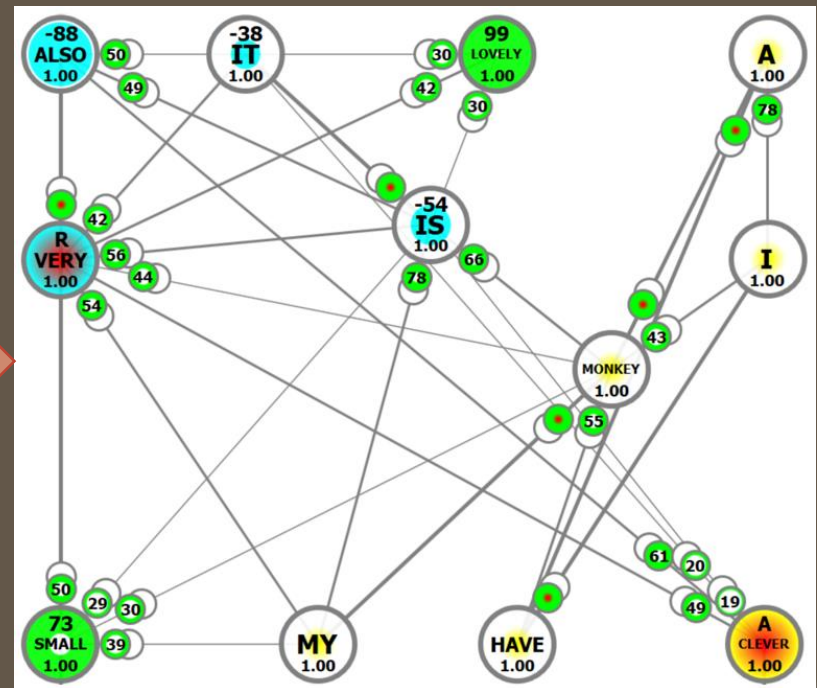 -88
ALSO
1.00
50
49
-38
IT
1.00
30
42
30
99
LOVELY
1.00
A
1.00
78
42
R
VERY
1.00
56
44
54
-54
IS
1.00
66
78
I
1.00
43
MONKEY
1.00
55
61
20
19
49
50
29
30
39
73
SMALL
1.00
MY
1.00
HAVE
1.00
A
CLEVER
1.00